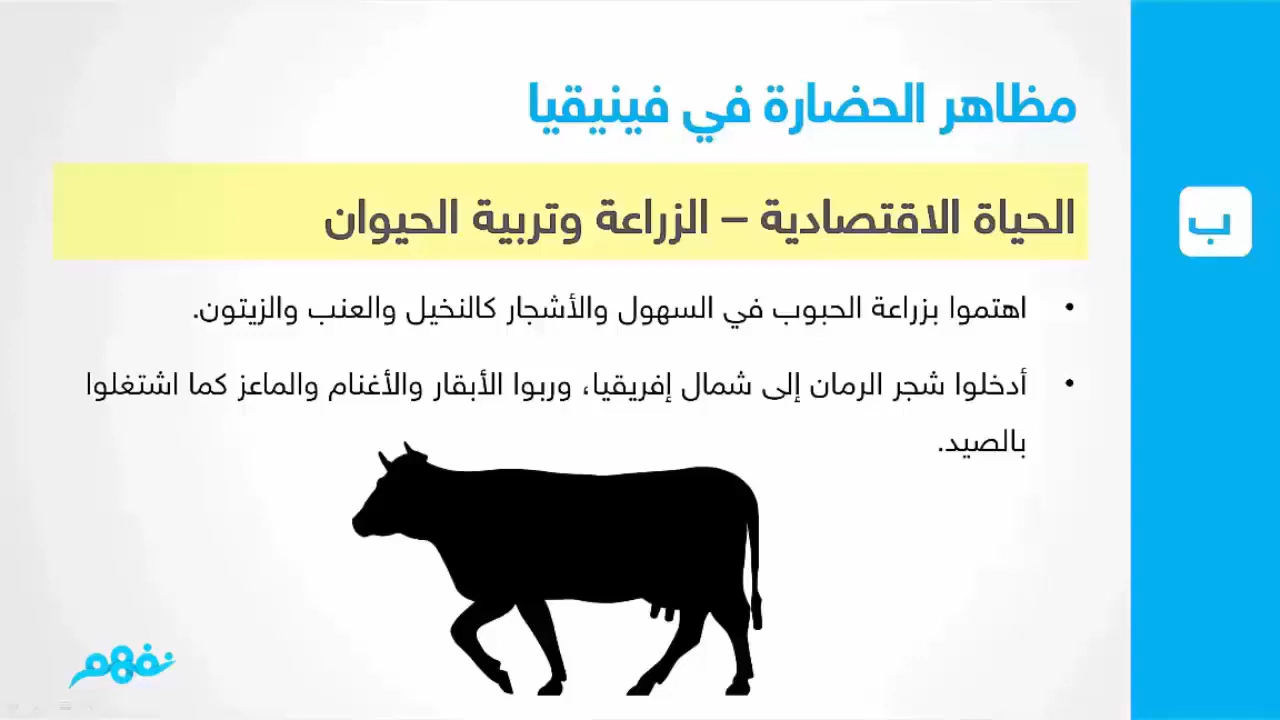 مظاهر الحضارة في فينيقيا
ب
الحياة الاقتصادية – الزراعة وتربية الحيوان
• اهتموا بزراعة الحبوب في السهول والأشجار كالنخيل والعنب والزيتون.
• أدخلوا شجر الرمان إلى شمال إفريقيا، وربوا الأبقار والأغنام والماعز كما اشتغلوا
بالصيد.
نفهم